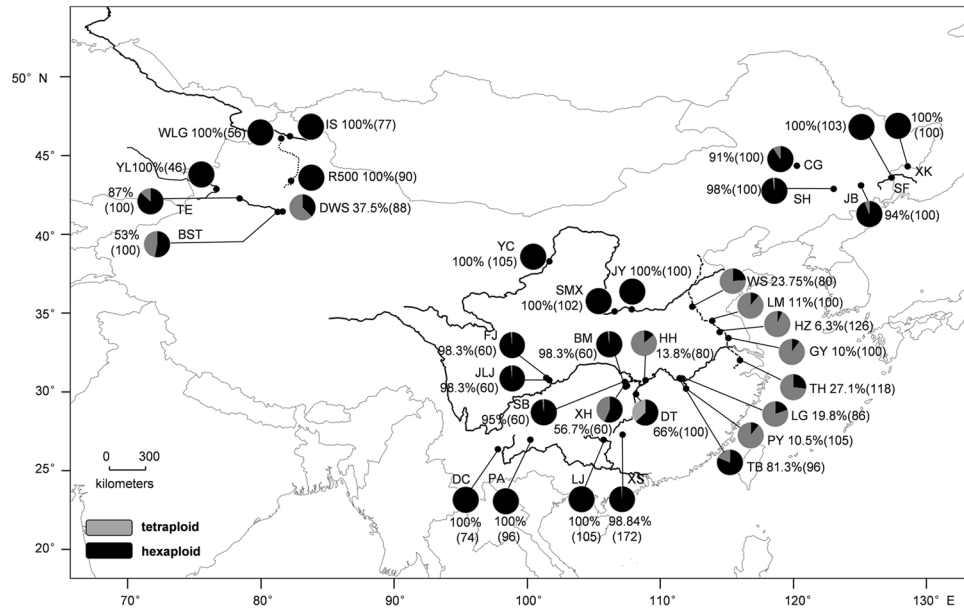 50° N
45°
40°
35°
30°
25°
20°
WLG 100%(56)
IS 100%(77)
YL100%(46)
R500 100%(90)
87%
(100)
TE
DWS 37.5%(88)
53%
(100)
BST
100%(103)
100%
(100)
91%(100)
CG
XK
SF
98%(100)
SH
JB
94%(100)
YC
100% (105)
SMX
100%(102)
JY 100%(100)
WS 23.75%(80)
LM 11%(100)
HZ 6.3%(126)
GY 10%(100)
TH 27.1%(118)
LG 19.8%(86)
PY 10.5%(105)
TB 81.3%(96)
FJ
98.3%(60)
BM
98.3%(60)
HH
13.8%(80)
JLJ
98.3%(60)
SB
95%(60)
XH
56.7%(60)
DT
66%(100)
DC
100%
(74)
PA
100%
(96)
LJ
100%
(105)
XS
98.84%
(172)
0 300
kilometers
tetraploid
hexaploid
70° 80° 90° 100° 110° 120° 130° E